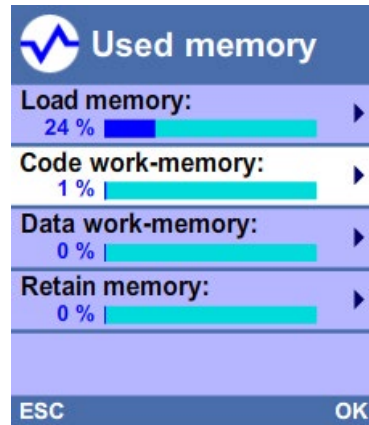 Used memory
Load memory:
24 %
Code work-memory:
1 %
Data work-memory:
0 %
Retain memory:
0 %
ESC OK